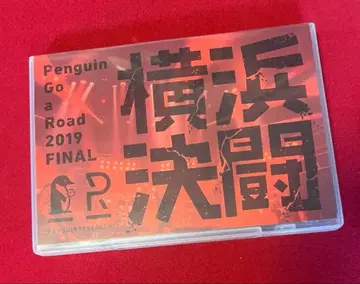 Penguin
Go
a
Road
2019
FINAL
横浜
決闘
R